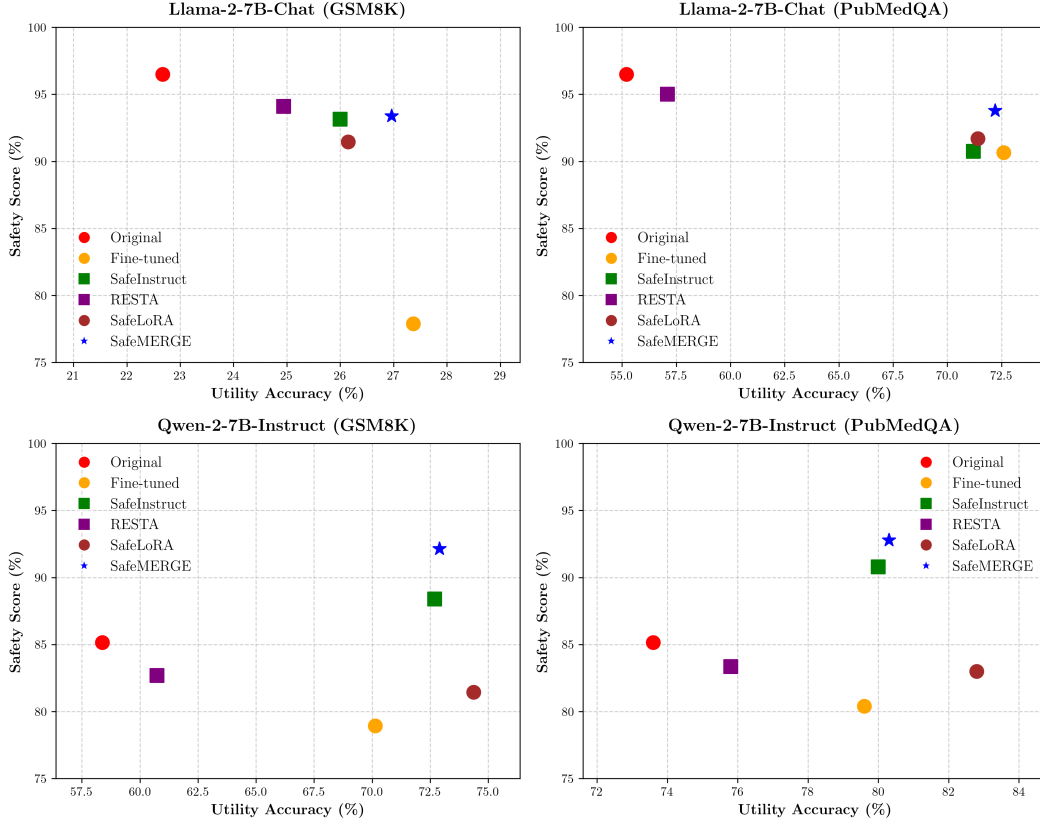 Llama-2-7B-Chat (GSM8K)
100
95
90
85
80
75
Safety Score (%)
Original
Fine-tuned
SafeInstruct
RESTA
SafeLoRA
SafeMERGE
21 22 23 24 25 26 27 28 29
Utility Accuracy (%)
Llama-2-7B-Chat (PubMedQA)
100
95
90
85
80
75
Safety Score (%)
Original
Fine-tuned
SafeInstruct
RESTA
SafeLoRA
SafeMERGE
55.0 57.5 60.0 62.5 65.0 67.5 70.0 72.5
Utility Accuracy (%)
Qwen-2-7B-Instruct (GSM8K)
100
95
90
85
80
75
Safety Score (%)
Original
Fine-tuned
SafeInstruct
RESTA
SafeLoRA
SafeMERGE
57.5 60.0 62.5 65.0 67.5 70.0 72.5 75.0
Utility Accuracy (%)
Qwen-2-7B-Instruct (PubMedQA)
100
95
90
85
80
75
Safety Score (%)
Original
Fine-tuned
SafeInstruct
RESTA
SafeLoRA
SafeMERGE
72 74 76 78 80 82 84
Utility Accuracy (%)